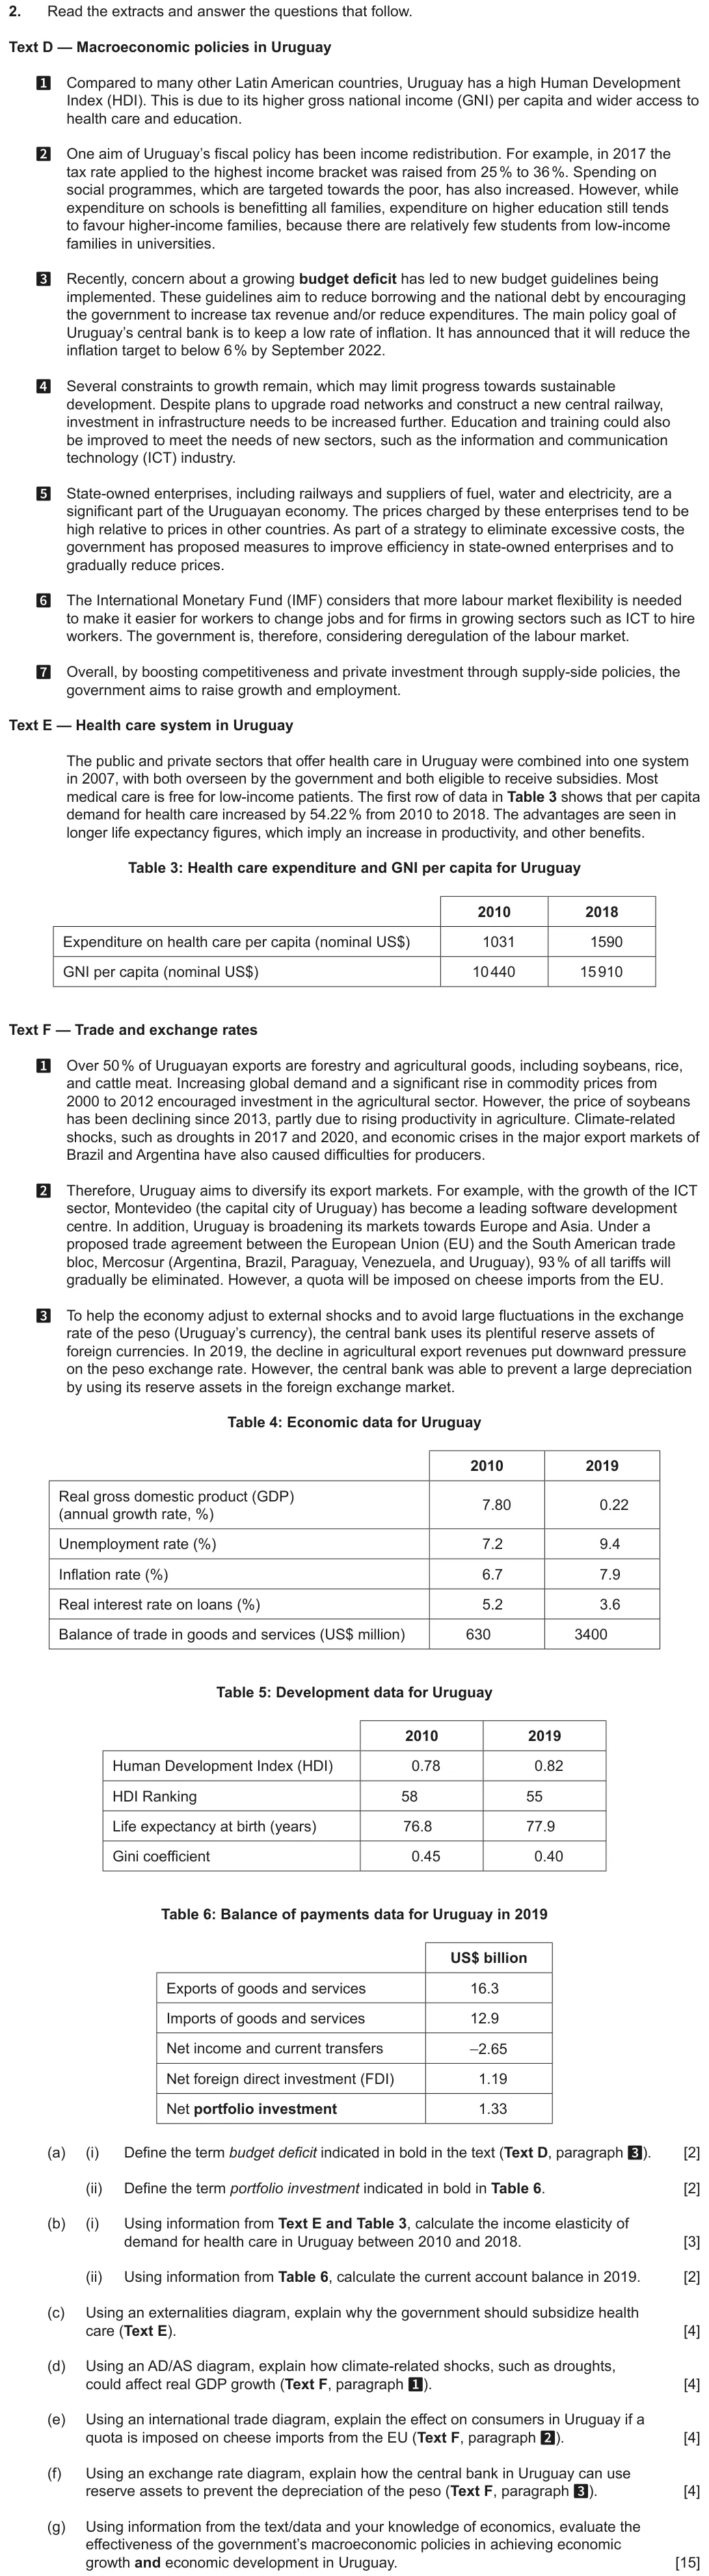 2. Read the extracts and answer the questions that follow.
Text D — Macroeconomic policies in Uruguay
1 Compared to many other Latin American countries, Uruguay has a high Human Development
Index (HDI). This is due to its higher gross national income (GNI) per capita and wider access to
health care and education.
2 One aim of Uruguay's fiscal policy has been income redistribution. For example, in 2017 the
tax rate applied to the highest income bracket was raised from 25 % to 36 %. Spending on
social programmes, which are targeted towards the poor, has also increased. However, while
expenditure on schools is benefitting all families, expenditure on higher education still tends
to favour higher-income families, because there are relatively few students from low-income
families in universities.
3 Recently, concern about a growing budget deficit has led to new budget guidelines being
implemented. These guidelines aim to reduce borrowing and the national debt by encouraging
the government to increase tax revenue and/or reduce expenditures. The main policy goal of
Uruguay's central bank is to keep a low rate of inflation. It has announced that it will reduce the
inflation target to below 6 % by September 2022.
4 Several constraints to growth remain, which may limit progress towards sustainable
development. Despite plans to upgrade road networks and construct a new central railway,
investment in infrastructure needs to be increased further. Education and training could also
be improved to meet the needs of new sectors, such as the information and communication
technology (ICT) industry.
5 State-owned enterprises, including railways and suppliers of fuel, water and electricity, are a
significant part of the Uruguayan economy. The prices charged by these enterprises tend to be
high relative to prices in other countries. As part of a strategy to eliminate excessive costs, the
government has proposed measures to improve efficiency in state-owned enterprises and to
gradually reduce prices.
6 The International Monetary Fund (IMF) considers that more labour market flexibility is needed
to make it easier for workers to change jobs and for firms in growing sectors such as ICT to hire
workers. The government is, therefore, considering deregulation of the labour market.
7 Overall, by boosting competitiveness and private investment through supply-side policies, the
government aims to raise growth and employment.
Text E — Health care system in Uruguay
The public and private sectors that offer health care in Uruguay were combined into one system
in 2007, with both overseen by the government and both eligible to receive subsidies. Most
medical care is free for low-income patients. The first row of data in Table 3 shows that per capita
demand for health care increased by 54.22 % from 2010 to 2018. The advantages are seen in
longer life expectancy figures, which imply an increase in productivity, and other benefits.
Table 3: Health care expenditure and GNI per capita for Uruguay
2010 2018
Expenditure on health care per capita (nominal US$) 1031 1590
GNI per capita (nominal US$) 10 440 15 910
Text F — Trade and exchange rates
1 Over 50 % of Uruguayan exports are forestry and agricultural goods, including soybeans, rice,
and cattle meat. Increasing global demand and a significant rise in commodity prices from
2000 to 2012 encouraged investment in the agricultural sector. However, the price of soybeans
has been declining since 2013, partly due to rising productivity in agriculture. Climate-related
shocks, such as droughts in 2017 and 2020, and economic crises in the major export markets of
Brazil and Argentina have also caused difficulties for producers.
2 Therefore, Uruguay aims to diversify its export markets. For example, with the growth of the ICT
sector, Montevideo (the capital city of Uruguay) has become a leading software development
centre. In addition, Uruguay is broadening its markets towards Europe and Asia. Under a
proposed trade agreement between the European Union (EU) and the South American trade
bloc, Mercosur (Argentina, Brazil, Paraguay, Venezuela, and Uruguay), 93 % of all tariffs will
gradually be eliminated. However, a quota will be imposed on cheese imports from the EU.
3 To help the economy adjust to external shocks and to avoid large fluctuations in the exchange
rate of the peso (Uruguay's currency), the central bank uses its plentiful reserve assets of
foreign currencies. In 2019, the decline in agricultural export revenues put downward pressure
on the peso exchange rate. However, the central bank was able to prevent a large depreciation
by using its reserve assets in the foreign exchange market.
Table 4: Economic data for Uruguay
2010 2019
Real gross domestic product (GDP)
(annual growth rate, %) 7.80 0.22
Unemployment rate (%) 7.2 9.4
Inflation rate (%) 6.7 7.9
Real interest rate on loans (%) 5.2 3.6
Balance of trade in goods and services (US$ million) 630 3400
Table 5: Development data for Uruguay
2010 2019
Human Development Index (HDI) 0.78 0.82
HDI Ranking 58 55
Life expectancy at birth (years) 76.8 77.9
Gini coefficient 0.45 0.40
Table 6: Balance of payments data for Uruguay in 2019
US$ billion
Exports of goods and services 16.3
Imports of goods and services 12.9
Net income and current transfers –2.65
Net foreign direct investment (FDI) 1.19
Net portfolio investment 1.33
(a) (i) Define the term budget deficit indicated in bold in the text (Text D, paragraph 3). [2]
(ii) Define the term portfolio investment indicated in bold in Table 6. [2]
(b) (i) Using information from Text E and Table 3, calculate the income elasticity of
demand for health care in Uruguay between 2010 and 2018. [3]
(ii) Using information from Table 6, calculate the current account balance in 2019. [2]
(c) Using an externalities diagram, explain why the government should subsidize health
care (Text E). [4]
(d) Using an AD/AS diagram, explain how climate-related shocks, such as droughts,
could affect real GDP growth (Text F, paragraph 1). [4]
(e) Using an international trade diagram, explain the effect on consumers in Uruguay if a
quota is imposed on cheese imports from the EU (Text F, paragraph 2). [4]
(f) Using an exchange rate diagram, explain how the central bank in Uruguay can use
reserve assets to prevent the depreciation of the peso (Text F, paragraph 3). [4]
(g) Using information from the text/data and your knowledge of economics, evaluate the
effectiveness of the government's macroeconomic policies in achieving economic
growth and economic development in Uruguay. [15]